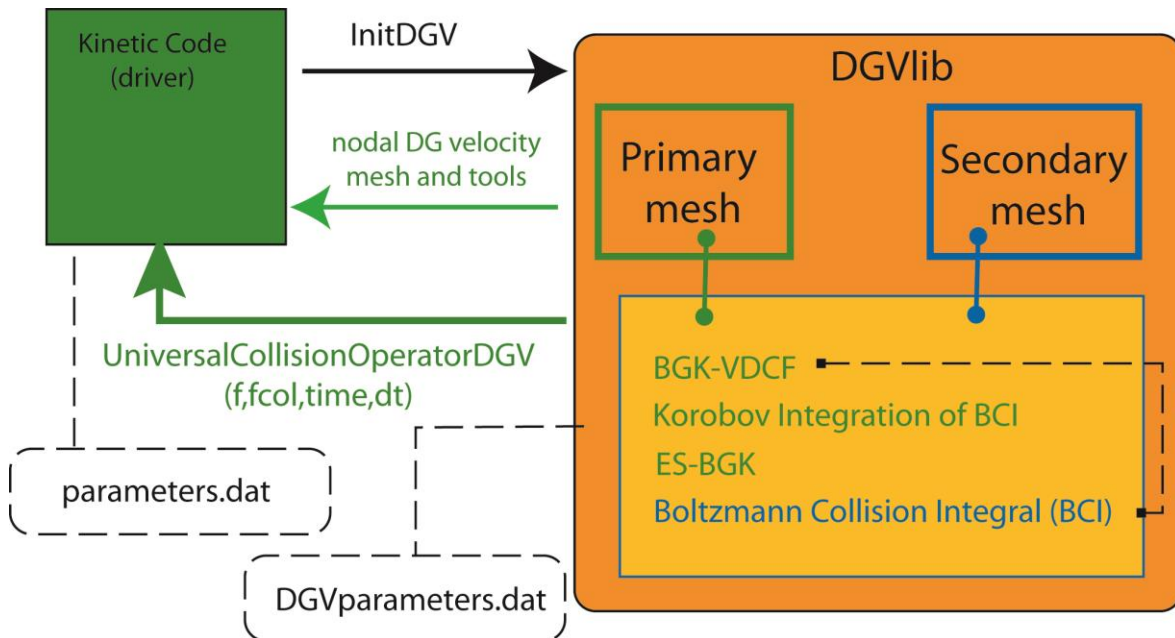 Kinetic Code
(driver)
InitDGV
nodal DG velocity
mesh and tools
UniversalCollisionOperatorDGV
(f,fcol,time,dt)
parameters.dat
DGVparameters.dat
DGVlib
Primary
mesh
Secondary
mesh
BGK-VDCF
Korobov Integration of BCI
ES-BGK
Boltzmann Collision Integral (BCI)